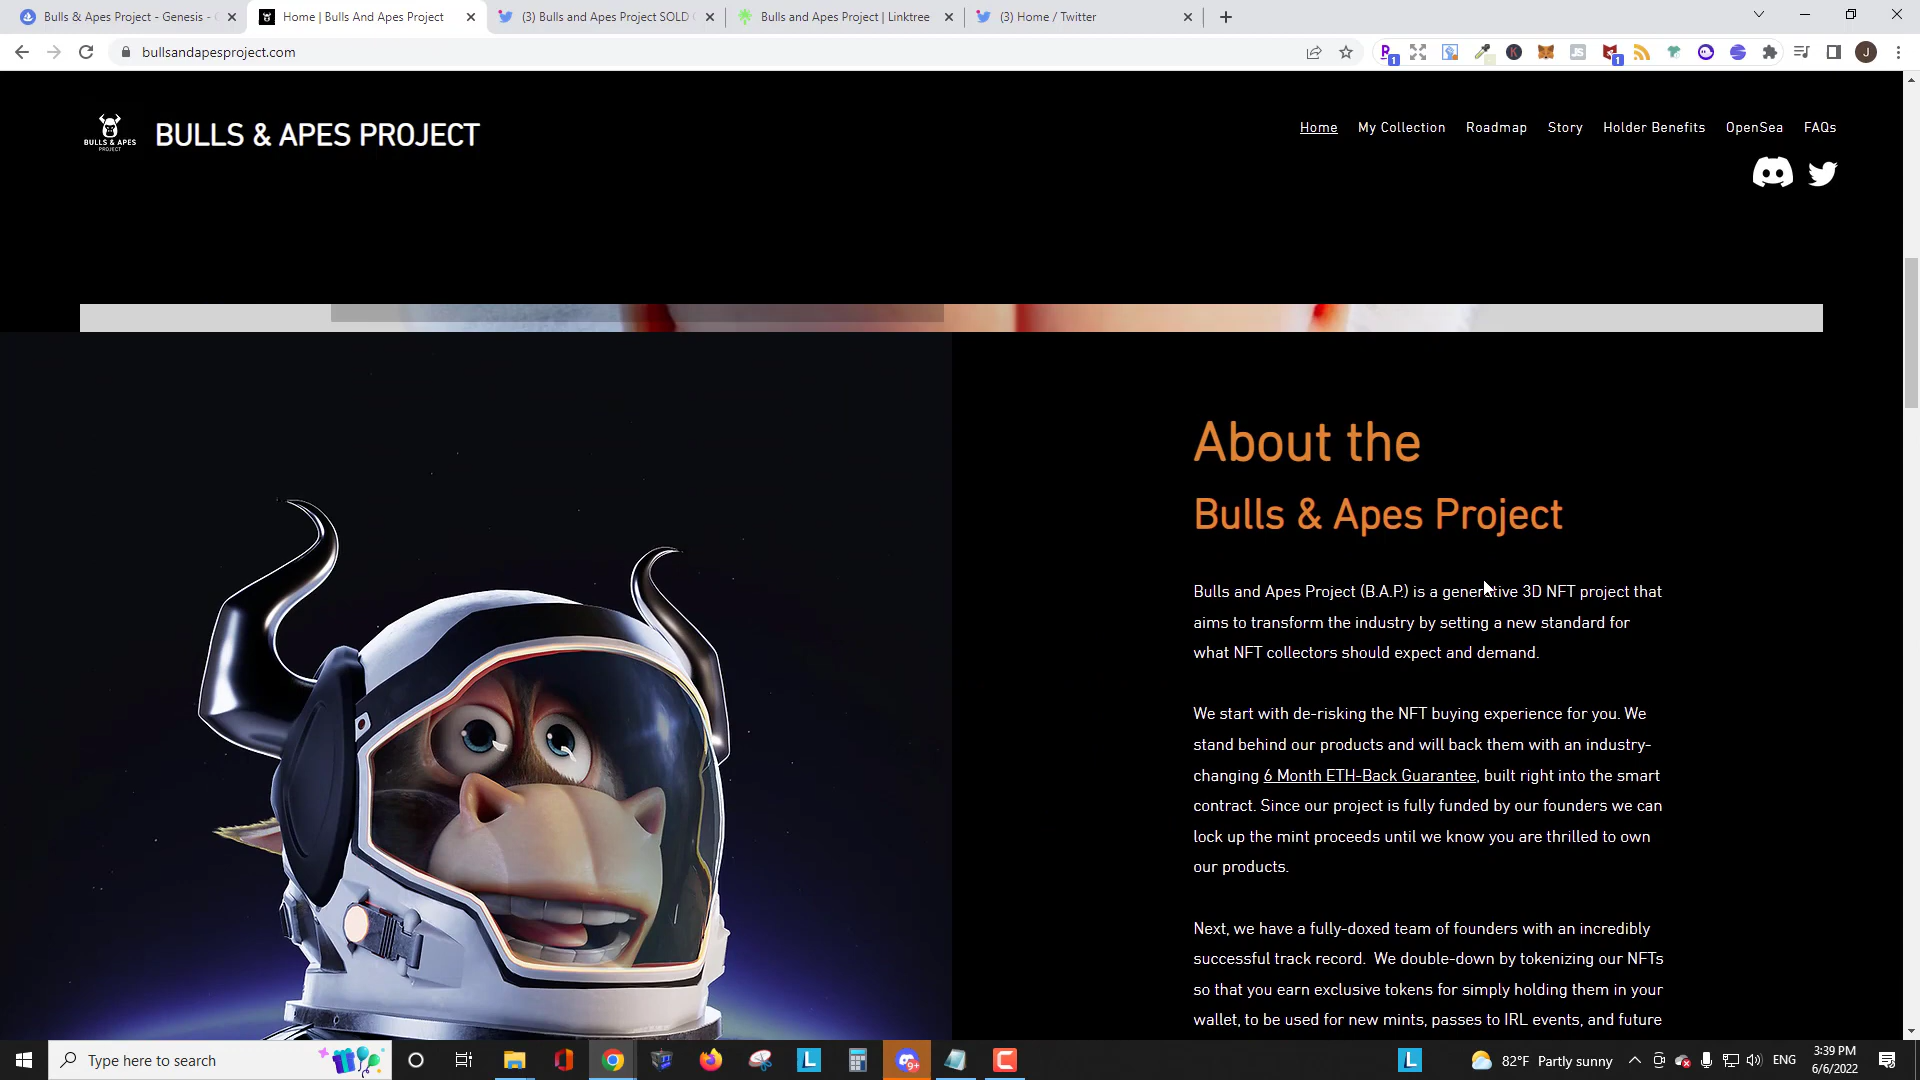 Bulls & Apes Project - Genesis -
Home | Bulls And Apes Project
(3) Bulls and Apes Project SOLD
Bulls and Apes Project | Linktree
(3) Home / Twitter
bullsandapesproject.com
BULLS & APES
PROJECT
BULLS & APES PROJECT
Home My Collection Roadmap Story Holder Benefits OpenSea FAQs
About the
Bulls & Apes Project
Bulls and Apes Project (B.A.P.) is a generative 3D NFT project that
aims to transform the industry by setting a new standard for
what NFT collectors should expect and demand.
We start with de-risking the NFT buying experience for you. We
stand behind our products and will back them with an industry-
changing 6 Month ETH-Back Guarantee, built right into the smart
contract. Since our project is fully funded by our founders we can
lock up the mint proceeds until we know you are thrilled to own
our products.
Next, we have a fully-doxed team of founders with an incredibly
successful track record. We double-down by tokenizing our NFTs
so that you earn exclusive tokens for simply holding them in your
wallet, to be used for new mints, passes to IRL events, and future
Type here to search
82°F Partly sunny
ENG
3:39 PM
6/6/2022